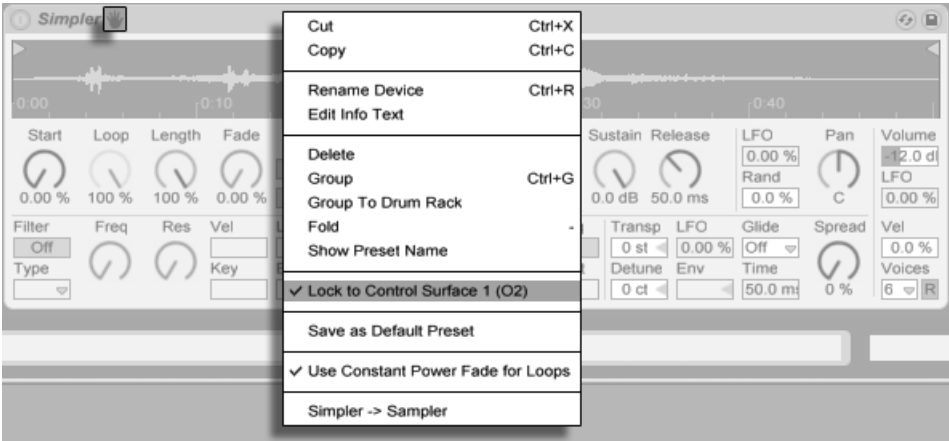 Simpler
Cut Ctrl+X
Copy Ctrl+C
Rename Device Ctrl+R
Edit Info Text
Delete
Group Ctrl+G
Group To Drum Rack
Fold -
Show Preset Name
✓ Lock to Control Surface 1 (O2)
Save as Default Preset
✓ Use Constant Power Fade for Loops
Simpler -> Sampler
0:00 0:10 30 0:40
Start Loop Length Fade Sustain Release LFO Pan Volume
0.00 % -12.0 dB
Rand LFO
0.00 % 100 % 100 % 0.00 % 0.0 dB 50.0 ms 0.0 % C 0.00 %
Filter Freq Res Vel Transp LFO Glide Spread Vel
Off 0 st 0.00 % Off 0.0 %
Type Key Detune Env Time Voices
0 ct 50.0 ms 0 % 6 R